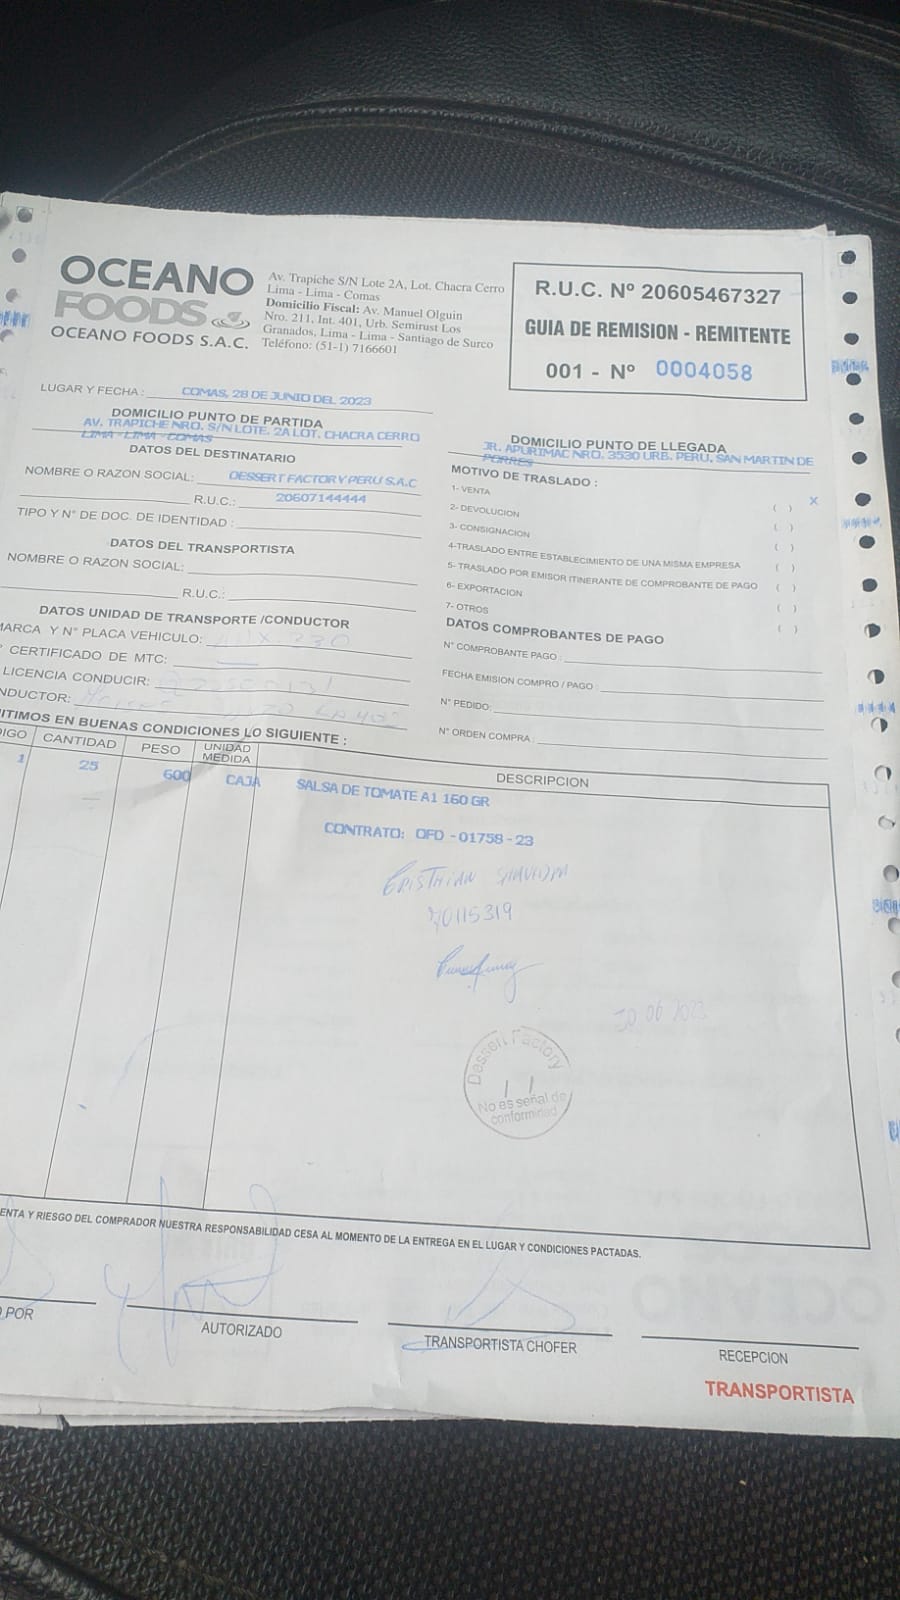 OCEANO
FOODS
OCEANO FOODS S.A.C.
Av. Trapiche S/N Lote 2A, Lot. Chacra Cerro
Lima - Lima - Comas
Domicilio Fiscal: Av. Manuel Olguin
Nro. 211, Int. 401, Urb. Semirust Los
Granados, Lima - Lima - Santiago de Surco
Teléfono: (51-1) 7166601
R.U.C. Nº 20605467327
GUIA DE REMISION - REMITENTE
001 - Nº 0004058
LUGAR Y FECHA : COMAS, 28 DE JUNIO DEL 2023
DOMICILIO PUNTO DE PARTIDA
AV. TRAPICHE NRO. S/N LOTE. 2A LOT. CHACRA CERRO
LIMA - LIMA - COMAS
DATOS DEL DESTINATARIO
NOMBRE O RAZON SOCIAL: DESSERT FACTORY PERU S.A.C
R.U.C.: 20607144444
TIPO Y Nº DE DOC. DE IDENTIDAD :
DATOS DEL TRANSPORTISTA
NOMBRE O RAZON SOCIAL:
R.U.C.:
DATOS UNIDAD DE TRANSPORTE /CONDUCTOR
MARCA Y Nº PLACA VEHICULO:
CERTIFICADO DE MTC:
LICENCIA CONDUCIR:
NDUCTOR:
DOMICILIO PUNTO DE LLEGADA
JR. APURIMAC NRO. 3530 URB. PERU, SAN MARTIN DE
PORRES
MOTIVO DE TRASLADO :
1- VENTA ( ) X
2- DEVOLUCION ( )
3- CONSIGNACION ( )
4-TRASLADO ENTRE ESTABLECIMIENTO DE UNA MISMA EMPRESA ( )
5- TRASLADO POR EMISOR ITINERANTE DE COMPROBANTE DE PAGO ( )
6- EXPORTACION ( )
7- OTROS ( )
DATOS COMPROBANTES DE PAGO
Nº COMPROBANTE PAGO :
FECHA EMISION COMPRO / PAGO :
Nº PEDIDO:
Nº ORDEN COMPRA :
ITIMOS EN BUENAS CONDICIONES LO SIGUIENTE :
DIGO CANTIDAD PESO UNIDAD MEDIDA DESCRIPCION
1 25 600 CAJA SALSA DE TOMATE A1 160 GR
CONTRATO: OFD - 01758 - 23
70115319
Dessert Factory
No es señal de
conformidad
ENTA Y RIESGO DEL COMPRADOR NUESTRA RESPONSABILIDAD CESA AL MOMENTO DE LA ENTREGA EN EL LUGAR Y CONDICIONES PACTADAS.
O POR
AUTORIZADO
TRANSPORTISTA CHOFER
RECEPCION
TRANSPORTISTA